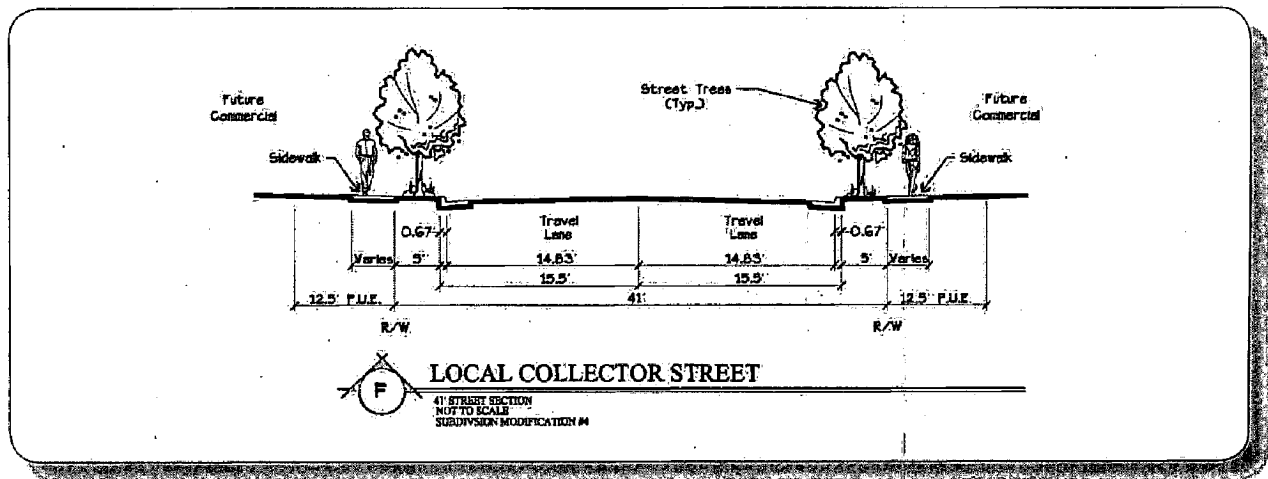 Future
Commercial
Street Trees
(Typ.)
Future
Commercial
Sidewalk
Sidewalk
0.67'
Travel
Lane
Travel
Lane
0.67'
Varies
5'
14.83'
14.83'
5'
Varies
15.5'
15.5'
12.5' P.U.E.
41'
12.5' P.U.E.
R/W
R/W
F
LOCAL COLLECTOR STREET
41' STREET SECTION
NOT TO SCALE
SUBDIVSION MODIFICATION #4